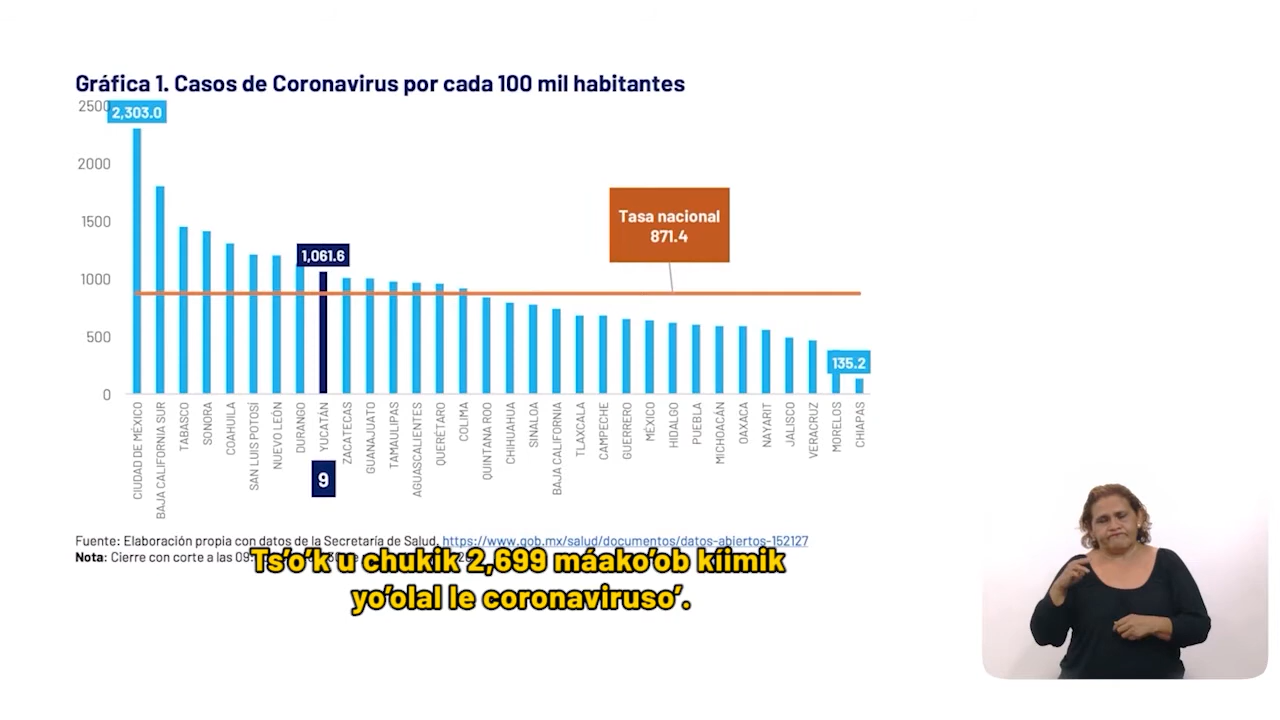 Gráfica 1. Casos de Coronavirus por cada 100 mil habitantes
2500
2,303.0
2000
1500
1000
500
0
1,061.6
Tasa nacional
871.4
135.2
CIUDAD DE MÉXICO
BAJA CALIFORNIA SUR
TABASCO
SONORA
COAHUILA
SAN LUIS POTOSÍ
NUEVO LEÓN
DURANGO
YUCATÁN
ZACATECAS
GUANAJUATO
TAMAULIPAS
AGUASCALIENTES
QUERÉTARO
COLIMA
QUINTANA ROO
CHIHUAHUA
SINALOA
BAJA CALIFORNIA
TLAXCALA
CAMPECHE
GUERRERO
MÉXICO
HIDALGO
PUEBLA
MICHOACÁN
OAXACA
NAYARIT
JALISCO
VERACRUZ
MORELOS
CHIAPAS
9
Fuente: Elaboración propia con datos de la Secretaría de Salud, https://www.gob.mx/salud/documentos/datos-abiertos-152127
Nota: Cierre con corte a las 09
Ts'o'k u chukik 2,699 máako'ob kíimik
yo'olal le coronaviruso'.